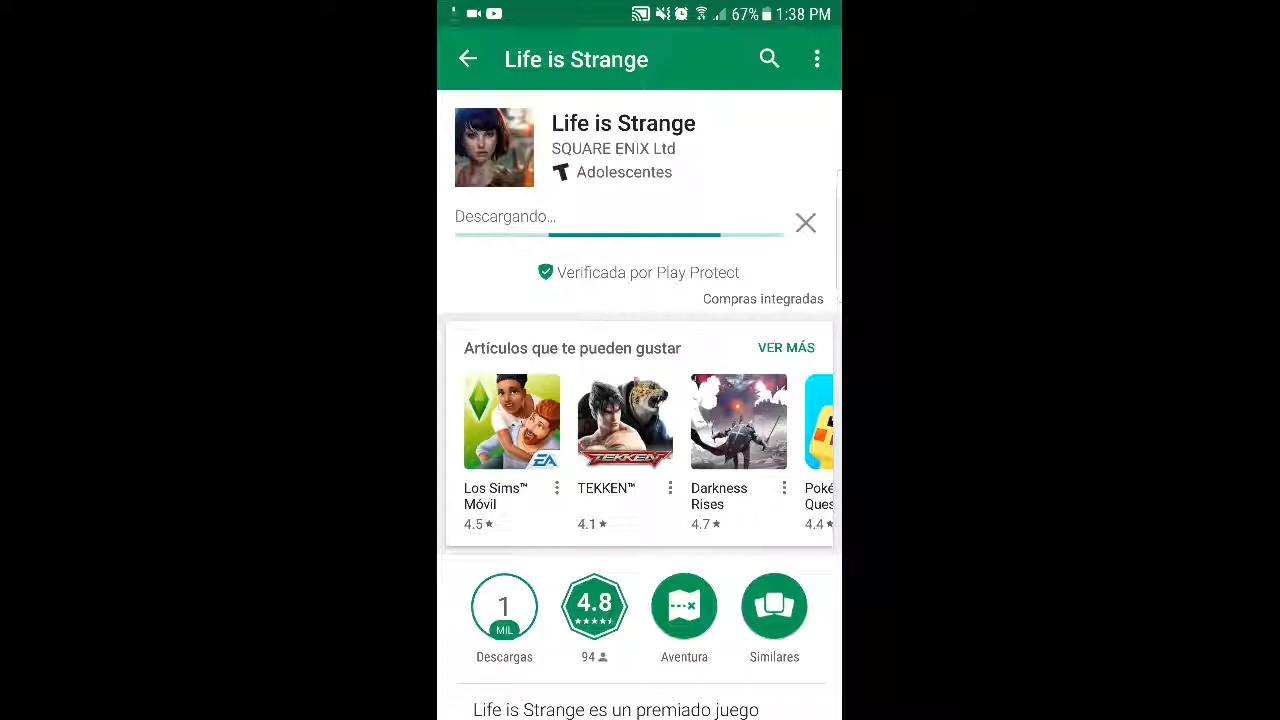 67% 1:38 PM
Life is Strange
Life is Strange
SQUARE ENIX Ltd
T Adolescentes
Descargando...
Verificada por Play Protect
Compras integradas
Artículos que te pueden gustar VER MÁS
EA TEKKEN
Los Sims™ Móvil
4.5★
TEKKEN™
4.1★
Darkness Rises
4.7★
Poké
Ques
4.4★
1 MIL
Descargas
4.8
94
Aventura
Similares
Life is Strange es un premiado juego